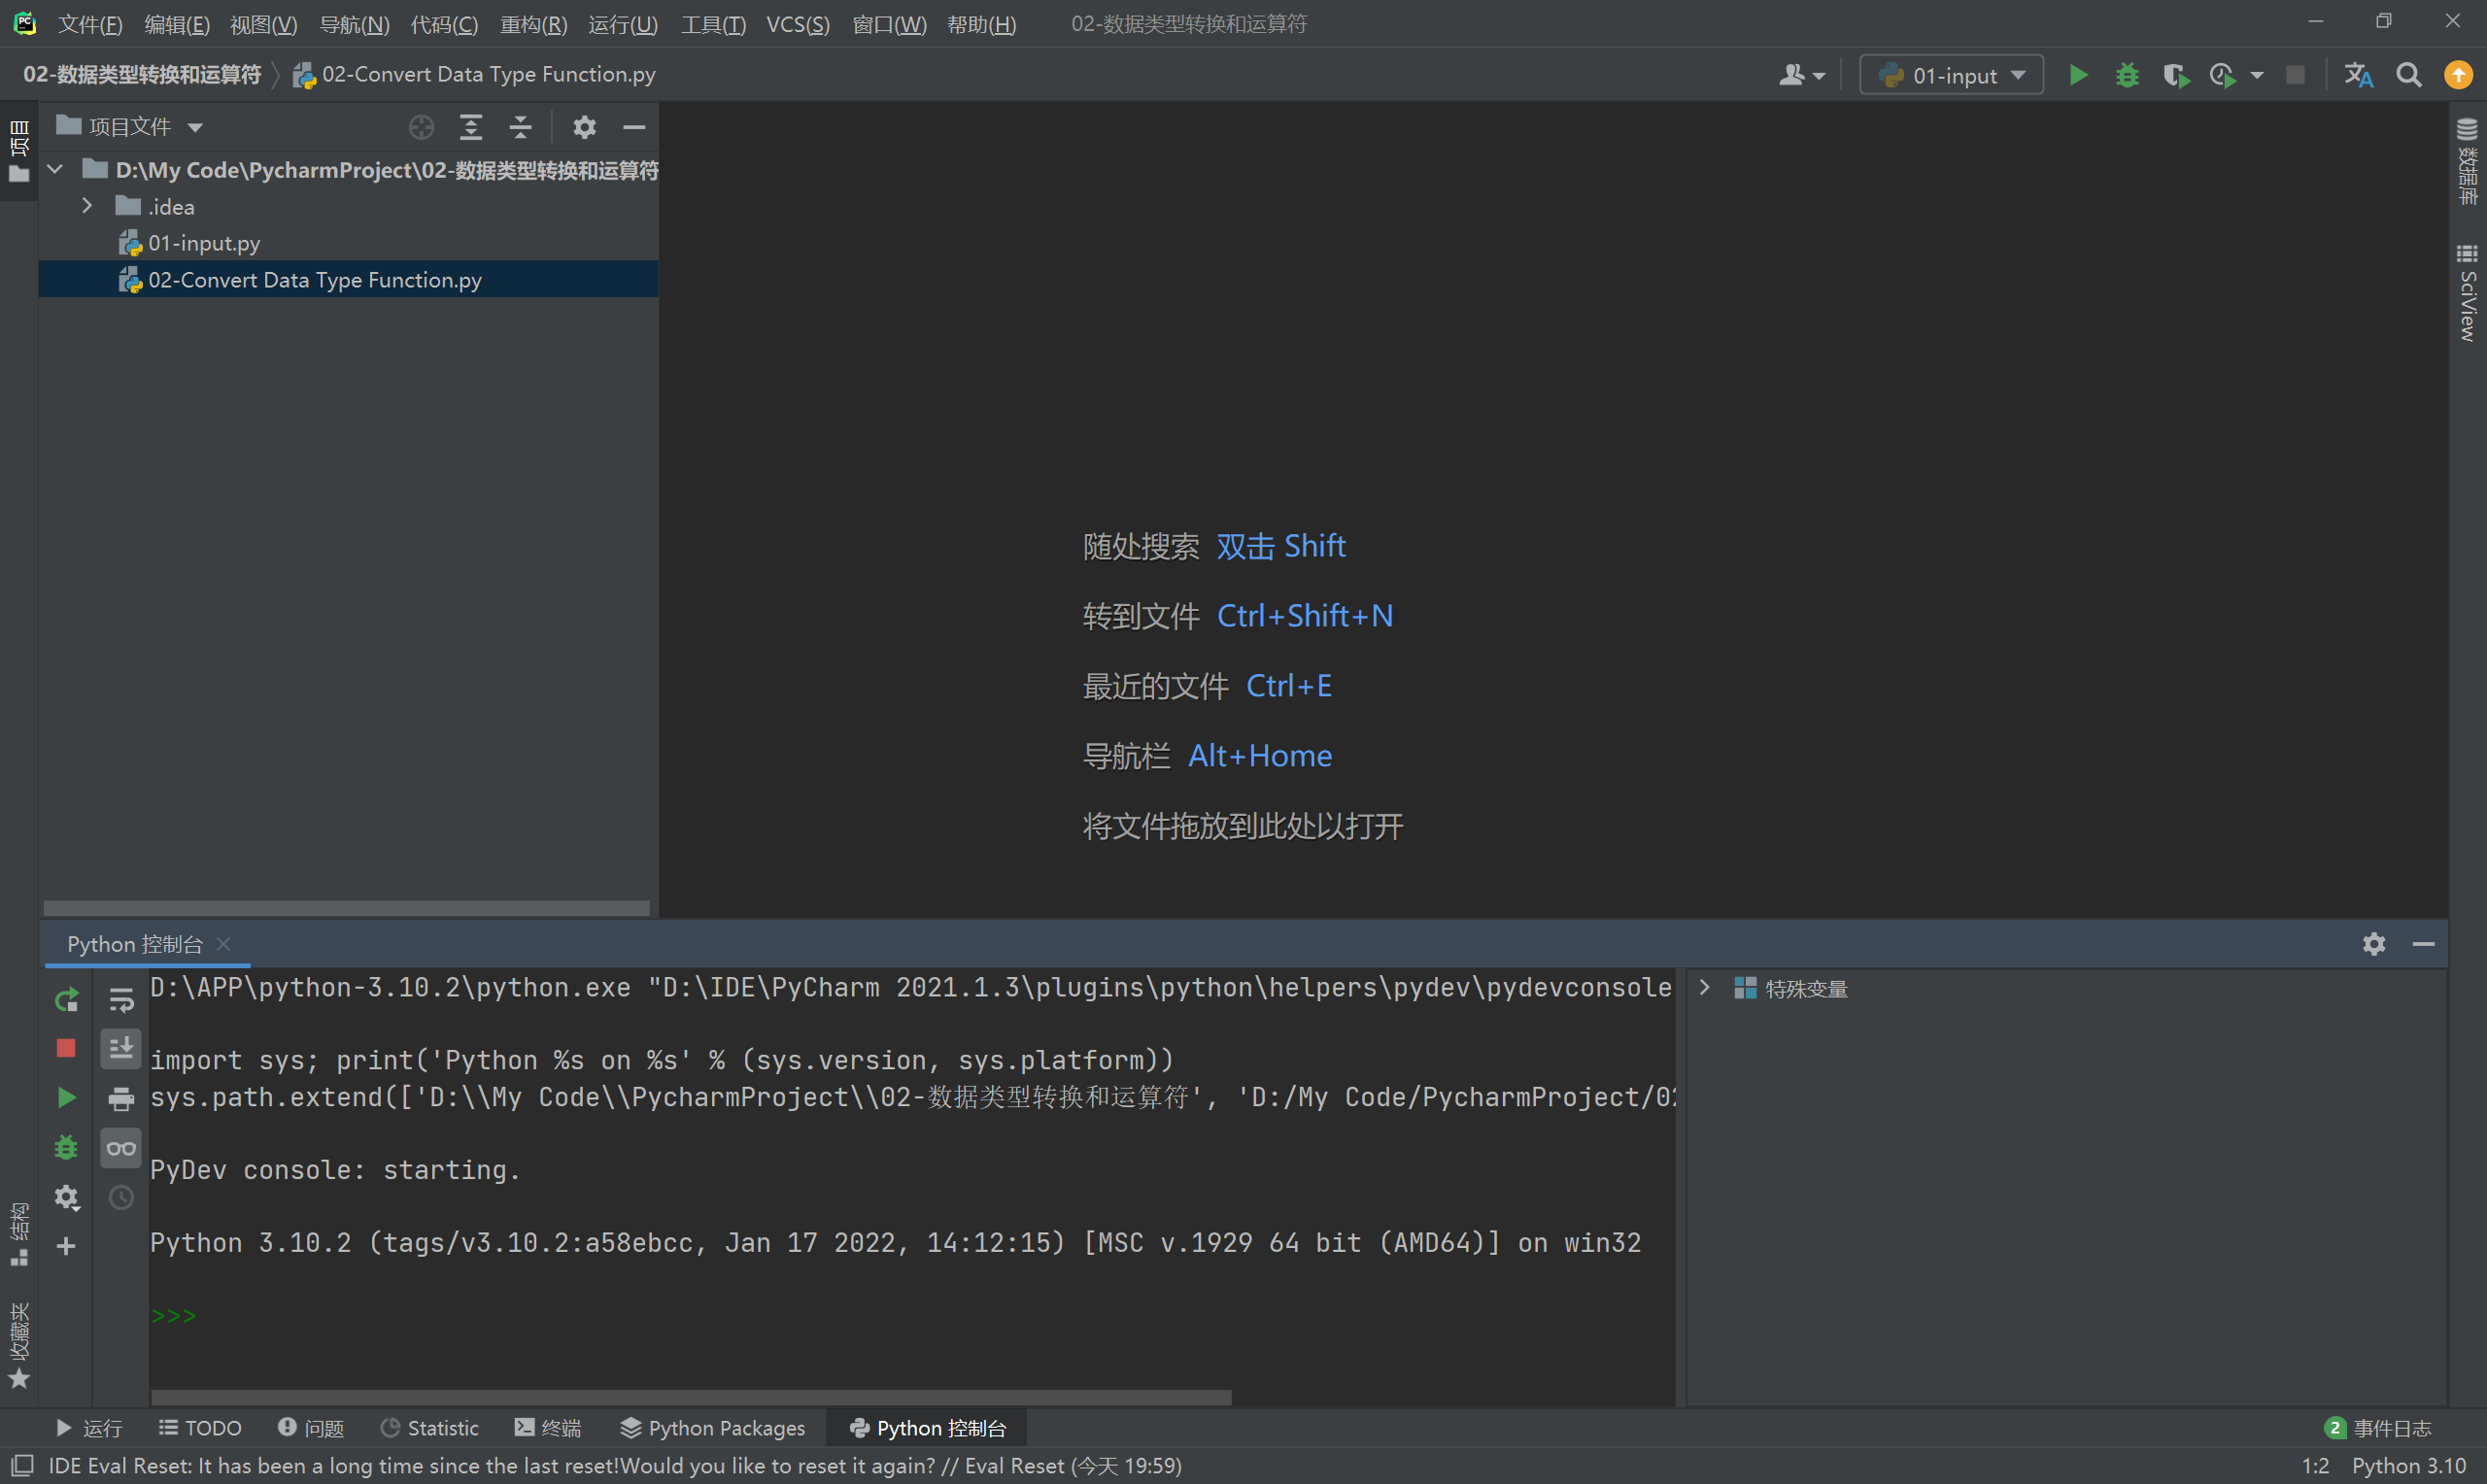 文件(F) 编辑(E) 视图(V) 导航(N) 代码(C) 重构(R) 运行(U) 工具(T) VCS(S) 窗口(W) 帮助(H) 02-数据类型转换和运算符
02-数据类型转换和运算符 02-Convert Data Type Function.py 01-input
项目
项目文件
D:\My Code\PycharmProject\02-数据类型转换和运算符
.idea
01-input.py
02-Convert Data Type Function.py
数据库
SciView
随处搜索 双击 Shift
转到文件 Ctrl+Shift+N
最近的文件 Ctrl+E
导航栏 Alt+Home
将文件拖放到此处以打开
Python 控制台
D:\APP\python-3.10.2\python.exe "D:\IDE\PyCharm 2021.1.3\plugins\python\helpers\pydev\pydevconsole
import sys; print('Python %s on %s' % (sys.version, sys.platform))
sys.path.extend(['D:\\My Code\\PycharmProject\\02-数据类型转换和运算符', 'D:/My Code/PycharmProject/02
PyDev console: starting.
Python 3.10.2 (tags/v3.10.2:a58ebcc, Jan 17 2022, 14:12:15) [MSC v.1929 64 bit (AMD64)] on win32
>>>
特殊变量
结构
收藏夹
运行 TODO 问题 Statistic 终端 Python Packages Python 控制台 2 事件日志
IDE Eval Reset: It has been a long time since the last reset!Would you like to reset it again? // Eval Reset (今天 19:59) 1:2 Python 3.10